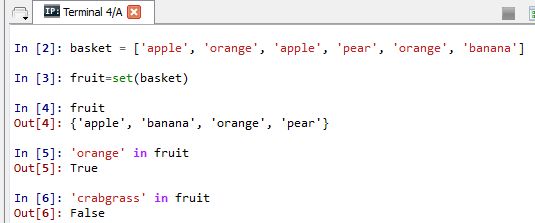 IP: Terminal 4/A
In [2]: basket = ['apple', 'orange', 'apple', 'pear', 'orange', 'banana']
In [3]: fruit=set(basket)
In [4]: fruit
Out[4]: {'apple', 'banana', 'orange', 'pear'}
In [5]: 'orange' in fruit
Out[5]: True
In [6]: 'crabgrass' in fruit
Out[6]: False